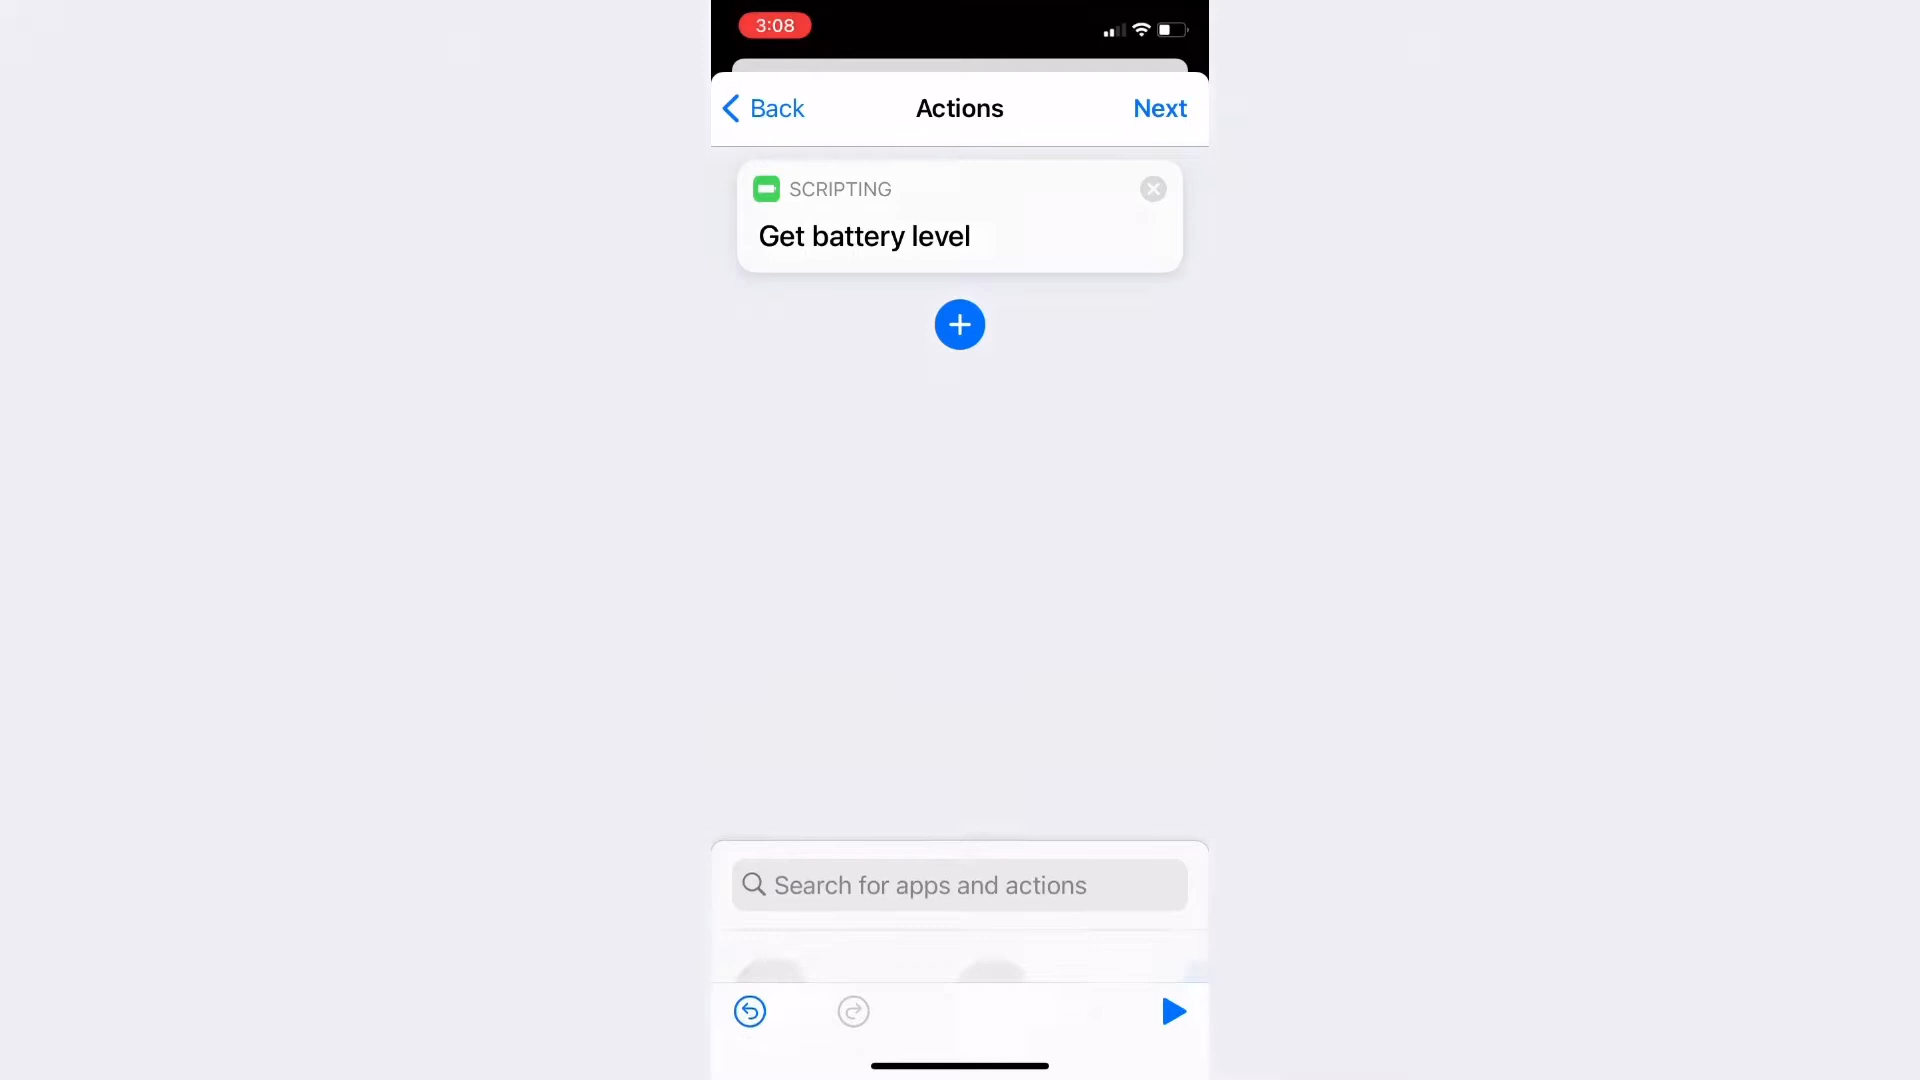 3:08
Back
Actions
Next
SCRIPTING
Get battery level
Search for apps and actions